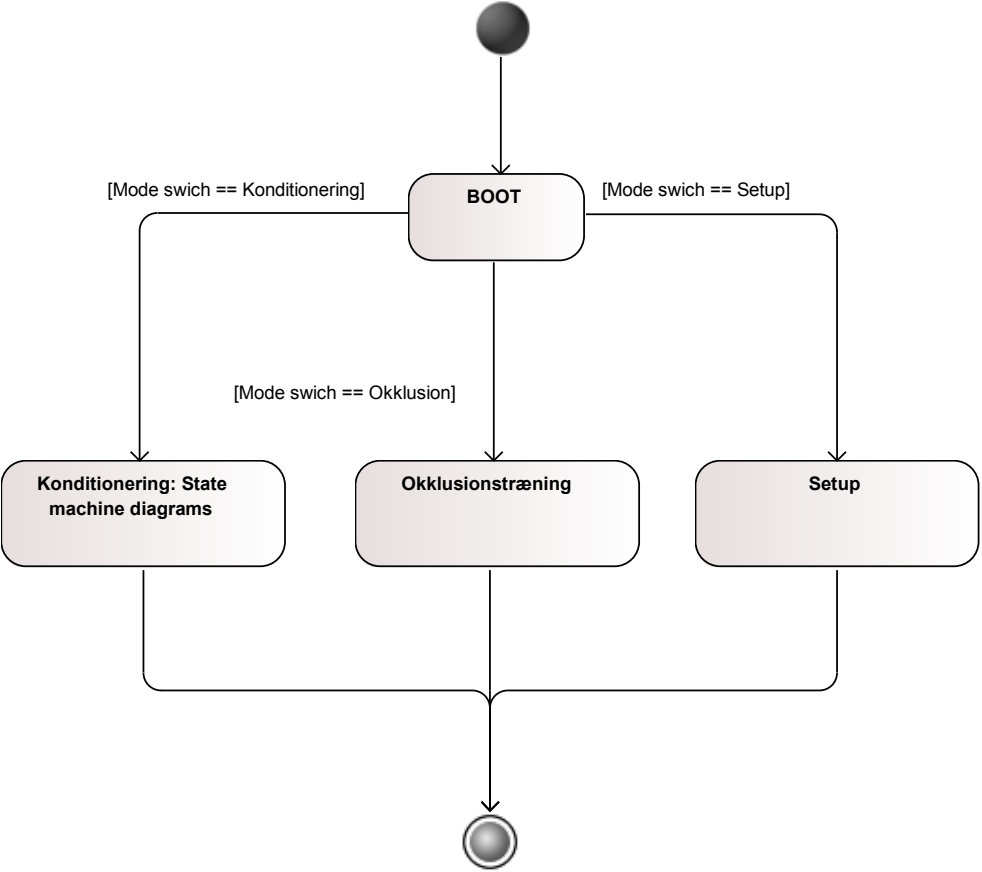 [Mode swich == Konditionering]
BOOT
[Mode swich == Setup]
[Mode swich == Okklusion]
Konditionering: State
machine diagrams
Okklusionstræning
Setup